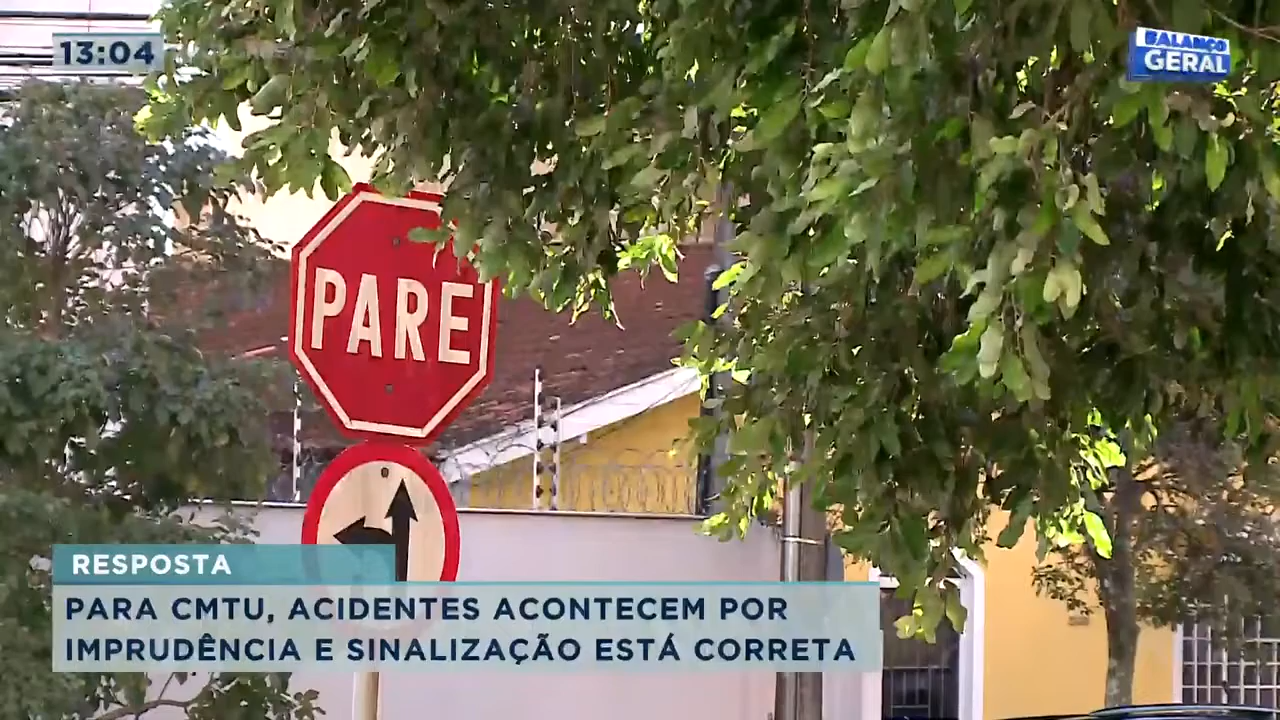 13:04
BALANÇO
GERAL
PARE
RESPOSTA
PARA CMTU, ACIDENTES ACONTECEM POR
IMPRUDÊNCIA E SINALIZAÇÃO ESTÁ CORRETA